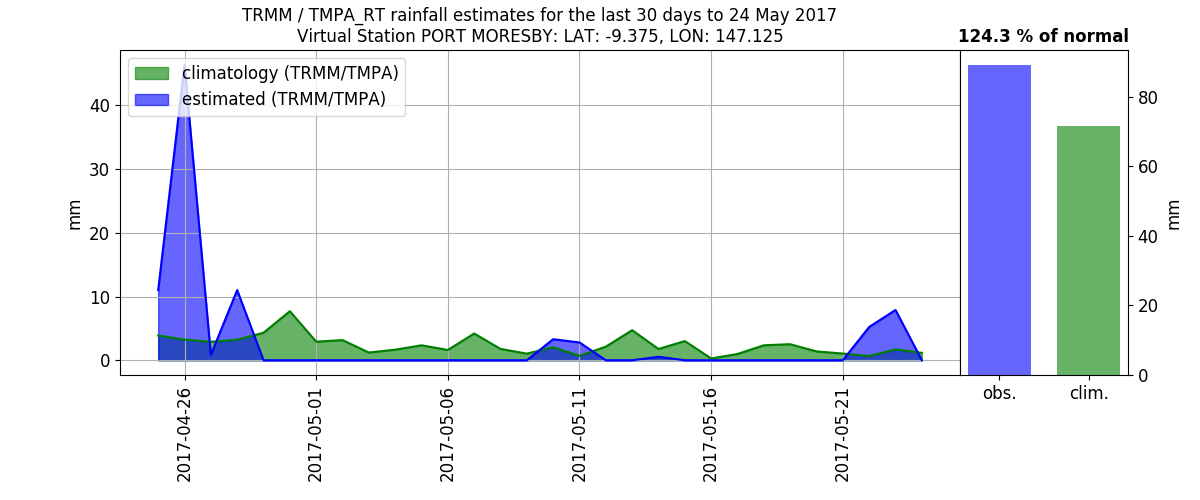 TRMM / TMPA_RT rainfall estimates for the last 30 days to 24 May 2017
Virtual Station PORT MORESBY: LAT: -9.375, LON: 147.125
124.3 % of normal
climatology (TRMM/TMPA)
estimated (TRMM/TMPA)
mm
40
30
20
10
0
2017-04-26
2017-05-01
2017-05-06
2017-05-11
2017-05-16
2017-05-21
80
60
40
20
0
mm
obs.
clim.